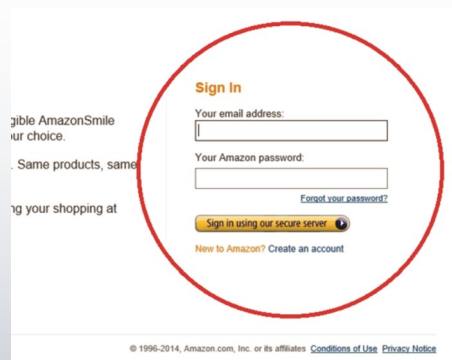 Sign In
Your email address:
gible AmazonSmile
our choice.
Your Amazon password:
. Same products, same
Forgot your password?
ng your shopping at
Sign in using our secure server
New to Amazon? Create an account
© 1996-2014, Amazon.com, Inc. or its affiliates Conditions of Use Privacy Notice